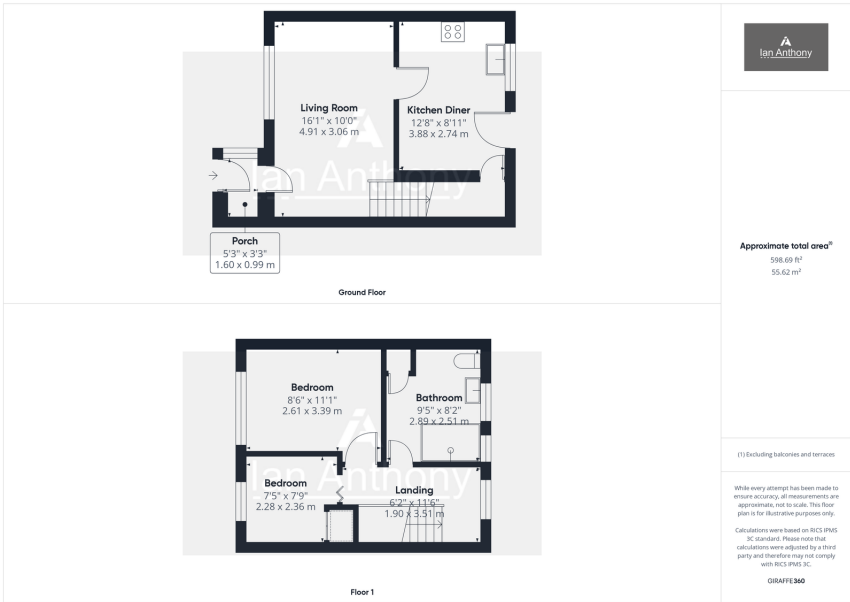 Living Room
16'1" x 10'0"
4.91 x 3.06 m
Kitchen Diner
12'8" x 8'11"
3.88 x 2.74 m
Ian Anthony
Porch
5'3" x 3'3"
1.60 x 0.99 m
Ground Floor
Bedroom
8'6" x 11'1"
2.61 x 3.39 m
Bathroom
9'5" x 8'2"
2.89 x 2.51 m
Ian Anthony
Bedroom
7'5" x 7'9"
2.28 x 2.36 m
Landing
6'2" x 11'6"
1.90 x 3.51 m
Floor 1
Ian Anthony
Approximate total area(1)
598.69 ft²
55.62 m²
(1) Excluding balconies and terraces
While every attempt has been made to
ensure accuracy, all measurements are
approximate, not to scale. This floor
plan is for illustrative purposes only.
Calculations were based on RICS IPMS
3C standard. Please note that
calculations were adjusted by a third
party and therefore may not comply
with RICS IPMS 3C.
GIRAFFE360